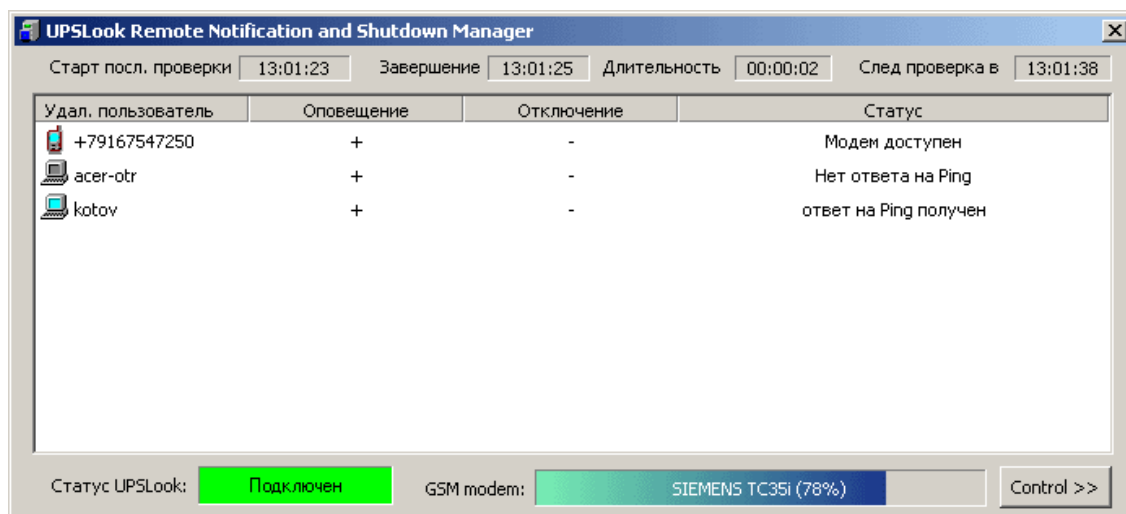 UPSLook Remote Notification and Shutdown Manager
Старт посл. проверки 13:01:23 Завершение 13:01:25 Длительность 00:00:02 След проверка в 13:01:38
Удал. пользователь Оповещение Отключение Статус
+79167547250 + - Модем доступен
acer-otr + - Нет ответа на Ping
kotov + - ответ на Ping получен
Статус UPSLook: Подключен GSM modem: SIEMENS TC35i (78%) Control >>